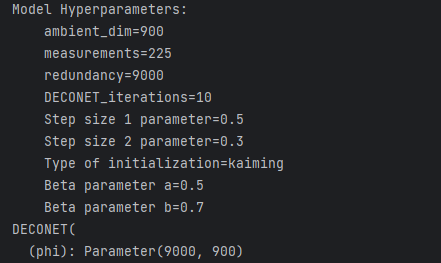 Model Hyperparameters:
ambient_dim=900
measurements=225
redundancy=9000
DECONET_iterations=10
Step size 1 parameter=0.5
Step size 2 parameter=0.3
Type of initialization=kaiming
Beta parameter a=0.5
Beta parameter b=0.7
DECONET(
(phi): Parameter(9000, 900)